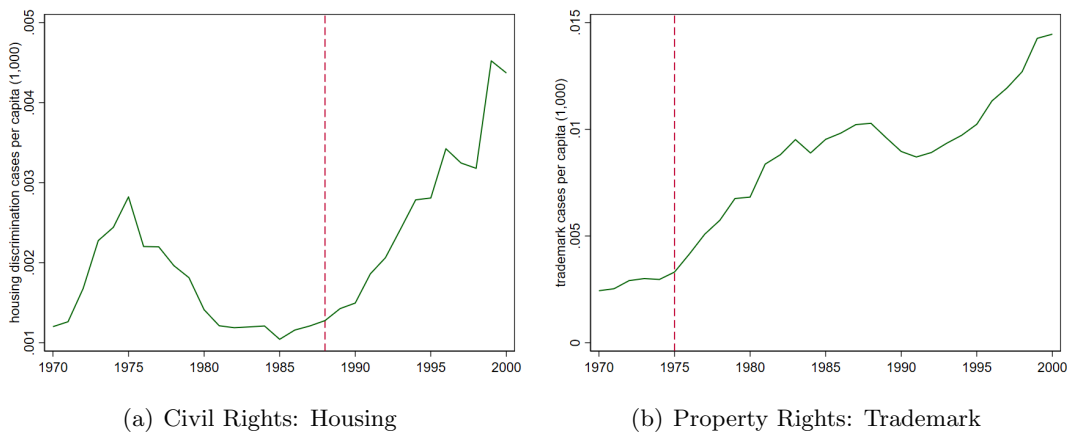 housing discrimination cases per capita (1,000)
.005
.004
.003
.002
.001
1970 1975 1980 1985 1990 1995 2000
(a) Civil Rights: Housing
trademark cases per capita (1,000)
.015
.01
.005
0
1970 1975 1980 1985 1990 1995 2000
(b) Property Rights: Trademark